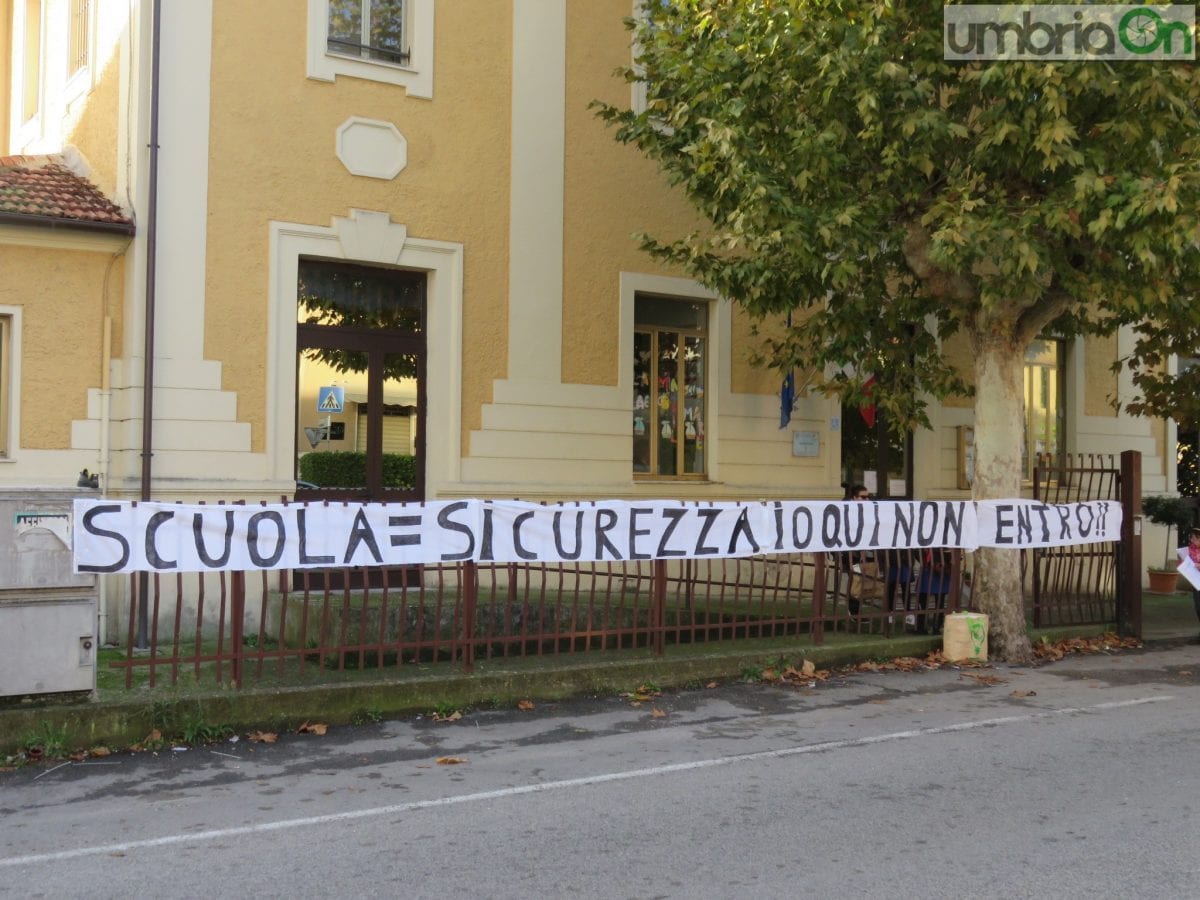 umbriaOn
SCUOLA = SICUREZZA IO QUI NON ENTRO!!